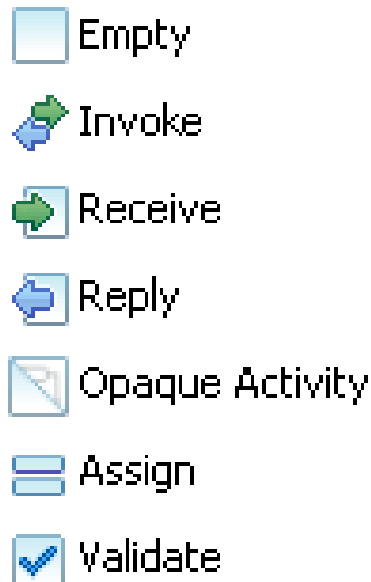 Empty
Invoke
Receive
Reply
Opaque Activity
Assign
Validate